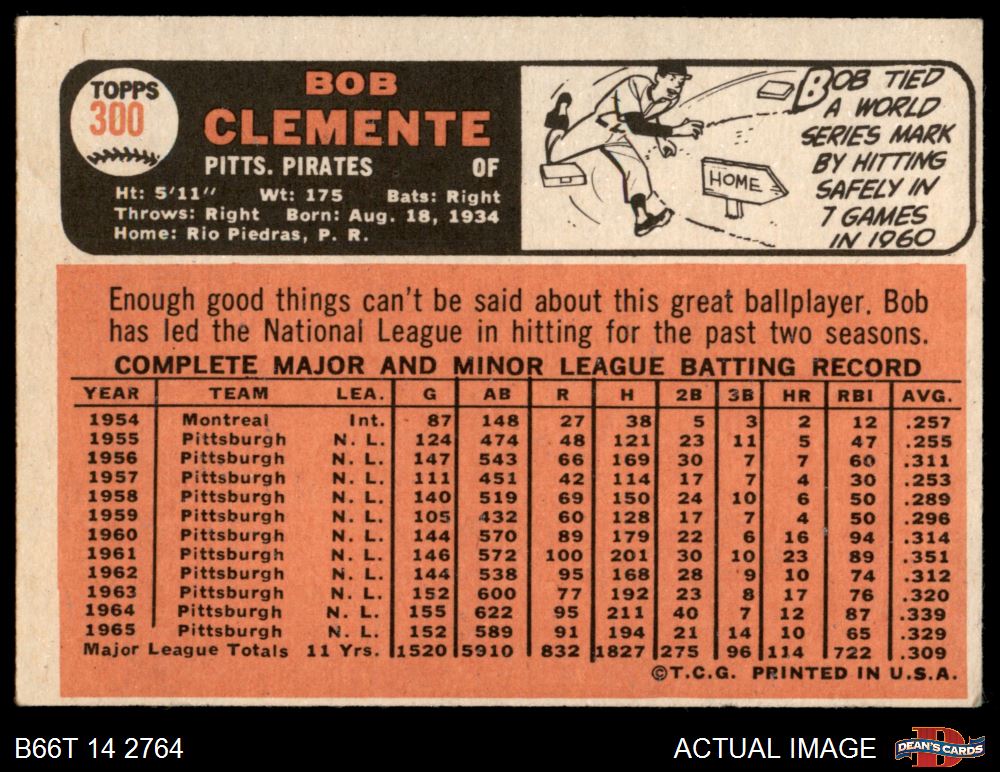 TOPPS
300
BOB
CLEMENTE
PITTS. PIRATES OF
Ht: 5'11" Wt: 175 Bats: Right
Throws: Right Born: Aug. 18, 1934
Home: Rio Piedras, P. R.
HOME
BOB TIED
A WORLD
SERIES MARK
BY HITTING
SAFELY IN
7 GAMES
IN 1960
Enough good things can't be said about this great ballplayer. Bob
has led the National League in hitting for the past two seasons.
COMPLETE MAJOR AND MINOR LEAGUE BATTING RECORD
YEAR TEAM LEA. G AB R H 2B 3B HR RBI AVG.
1954 Montreal Int. 87 148 27 38 5 3 2 12 .257
1955 Pittsburgh N. L. 124 474 48 121 23 11 5 47 .255
1956 Pittsburgh N. L. 147 543 66 169 30 7 7 60 .311
1957 Pittsburgh N. L. 111 451 42 114 17 7 4 30 .253
1958 Pittsburgh N. L. 140 519 69 150 24 10 6 50 .289
1959 Pittsburgh N. L. 105 432 60 128 17 7 4 50 .296
1960 Pittsburgh N. L. 144 570 89 179 22 6 16 94 .314
1961 Pittsburgh N. L. 146 572 100 201 30 10 23 89 .351
1962 Pittsburgh N. L. 144 538 95 168 28 9 10 74 .312
1963 Pittsburgh N. L. 152 600 77 192 23 8 17 76 .320
1964 Pittsburgh N. L. 155 622 95 211 40 7 12 87 .339
1965 Pittsburgh N. L. 152 589 91 194 21 14 10 65 .329
Major League Totals 11 Yrs. 1520 5910 832 1827 275 96 114 722 .309
©T.C.G. PRINTED IN U.S.A.
B66T 14 2764 ACTUAL IMAGE
D
DEAN'S CARDS